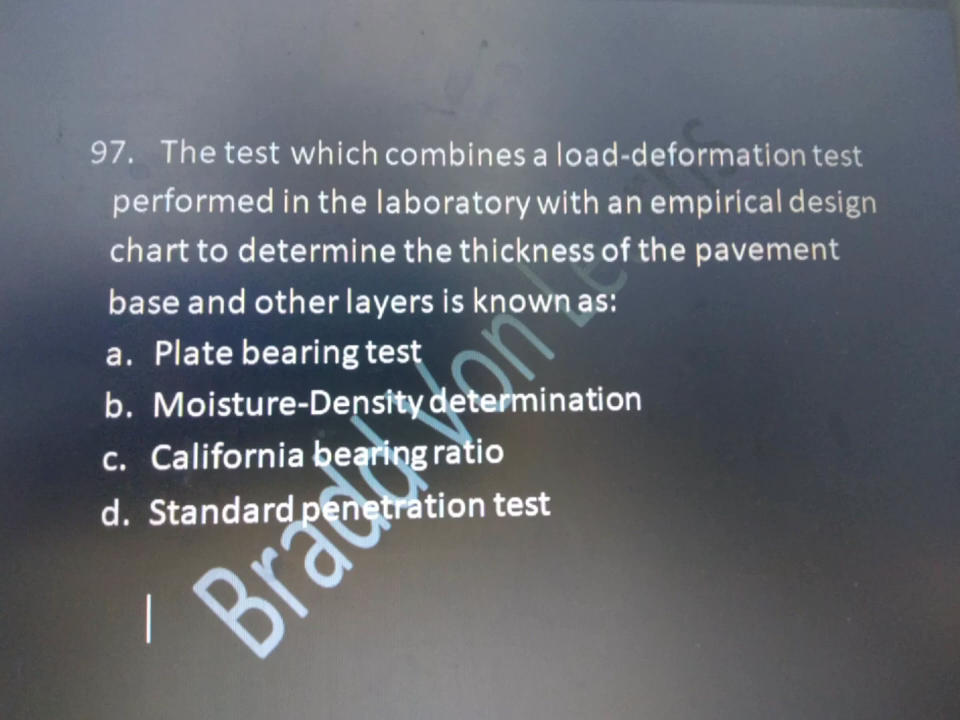 97. The test which combines a load-deformation test
performed in the laboratory with an empirical design
chart to determine the thickness of the pavement
base and other layers is known as:
a. Plate bearing test
b. Moisture-Density determination
c. California bearing ratio
d. Standard penetration test
Bradd Von